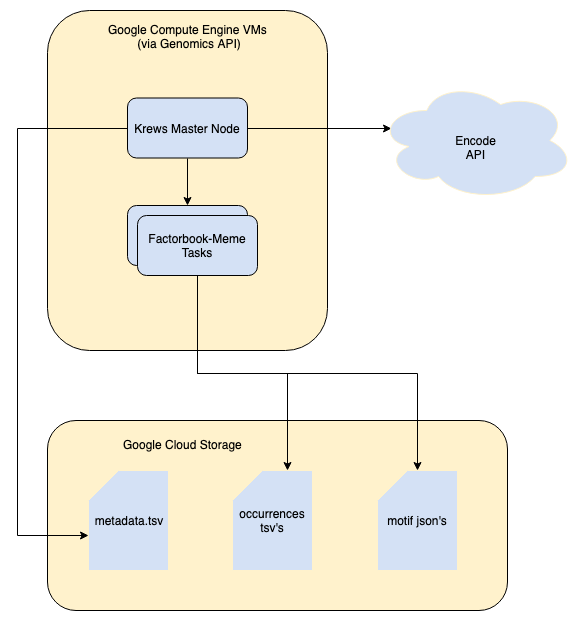 Google Compute Engine VMs
(via Genomics API)
Krews Master Node
Encode
API
Factorbook-Meme
Tasks
Google Cloud Storage
metadata.tsv
occurrences
tsv's
motif json's